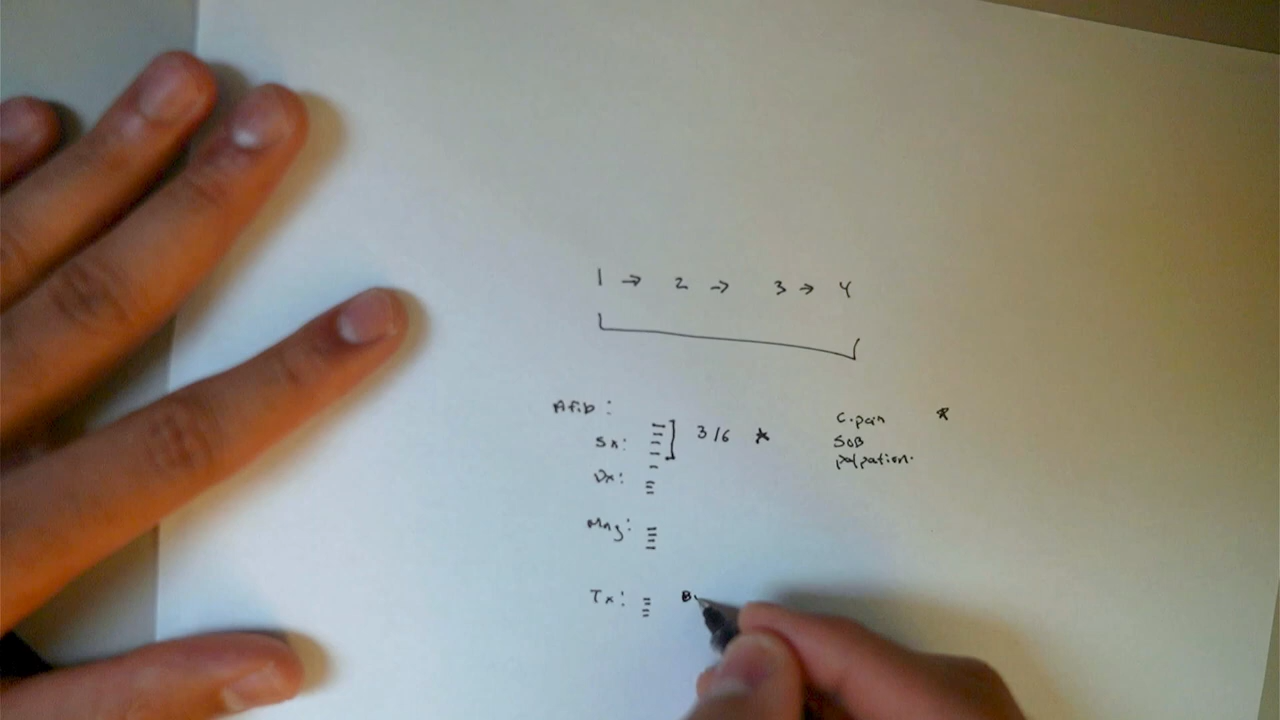 1 → 2 → 3 → 4
Afib:
Sx: 3/6 *
Dx:
Mng:
Tx: B
C.pain *
SOB
palpation.